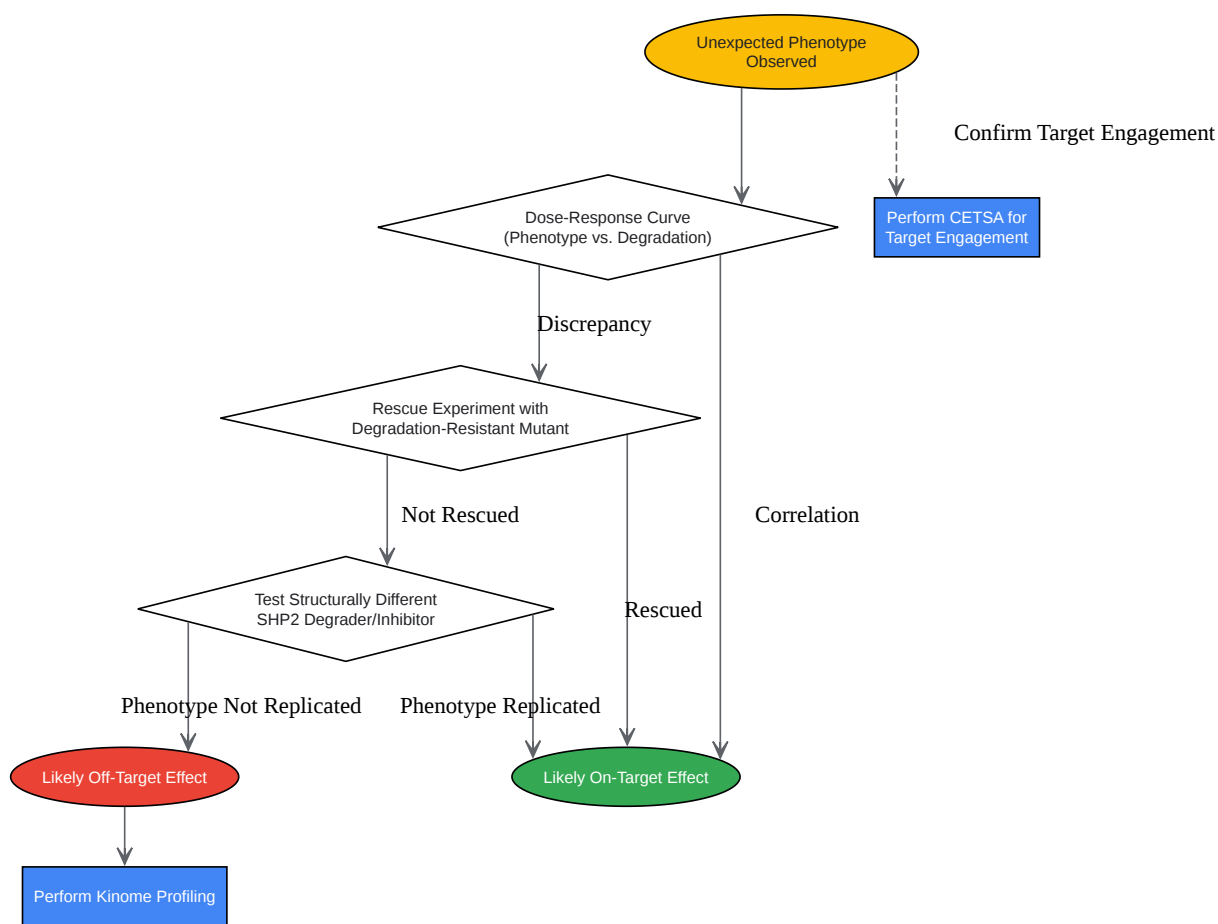 Unexpected Phenotype
Observed
Confirm Target Engagement
Dose-Response Curve
(Phenotype vs. Degradation)
Perform CETSA for
Target Engagement
Discrepancy
Rescue Experiment with
Degradation-Resistant Mutant
Not Rescued
Correlation
Test Structurally Different
SHP2 Degrader/Inhibitor
Rescued
Phenotype Not Replicated
Phenotype Replicated
Likely Off-Target Effect
Likely On-Target Effect
Perform Kinome Profiling